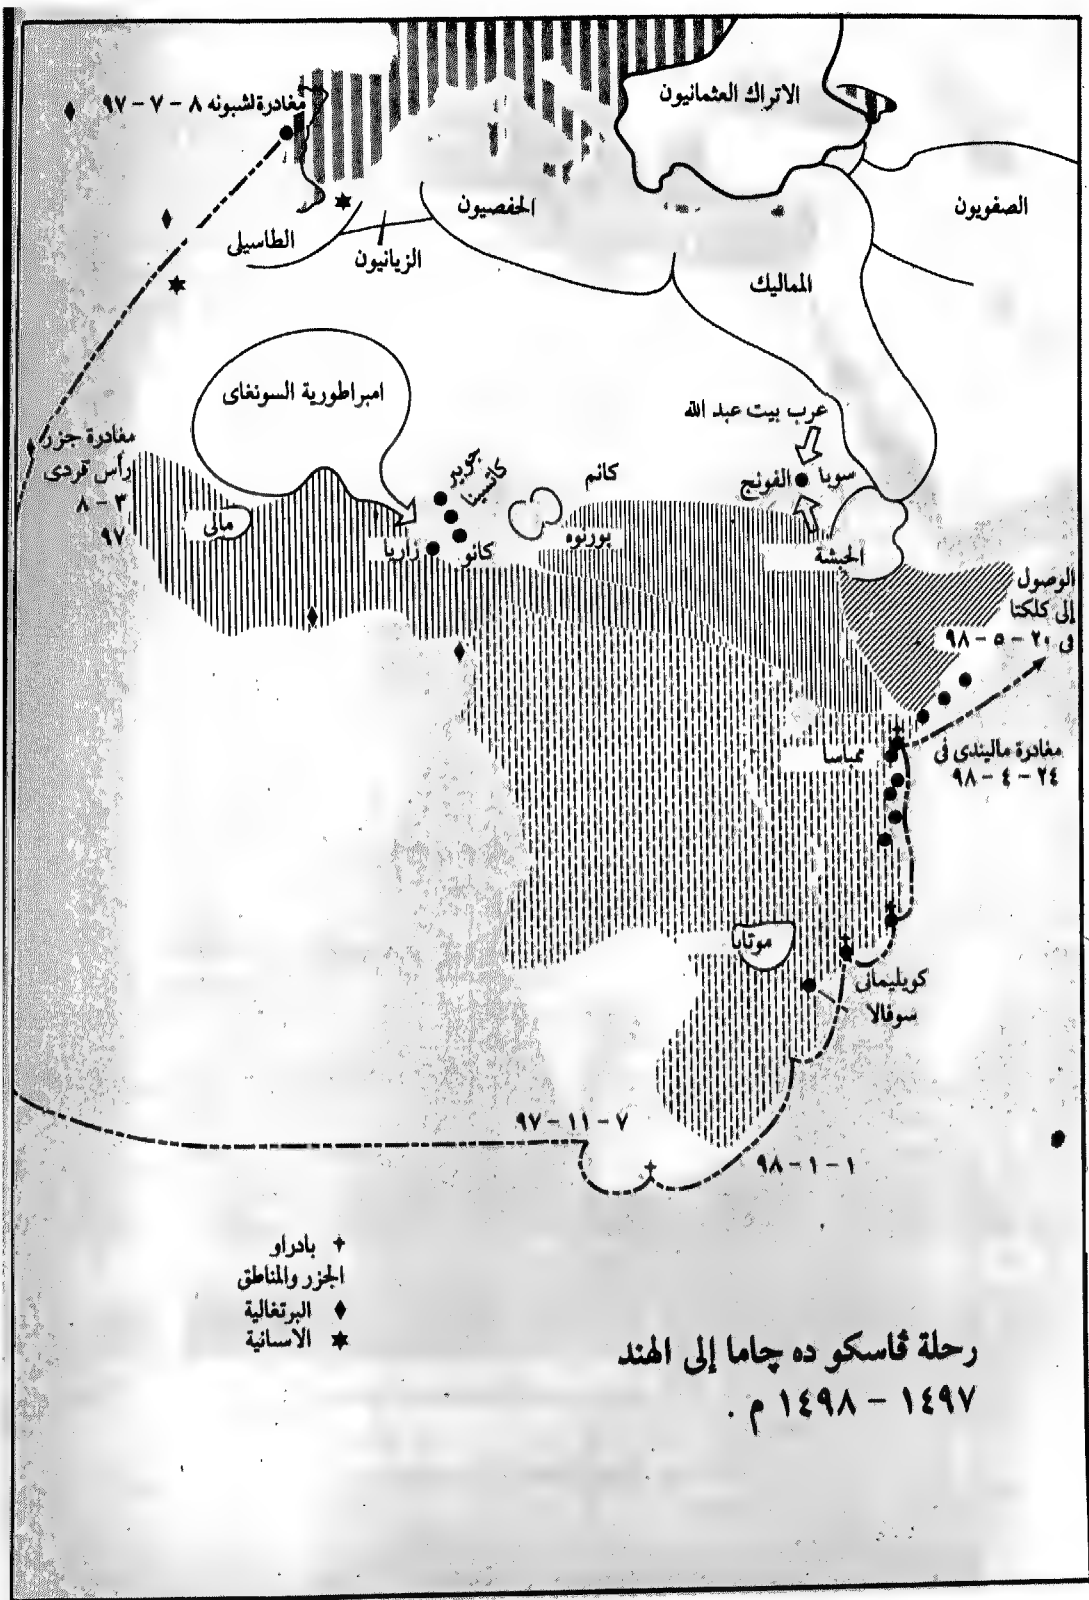 مغادرة لشبونه ٨ - ٧ - ٩٧
الاتراك العثمانيون
الصفويون
الحفصيون
الطاسيلى
الزيانيون
المماليك
امبراطورية السونغاى
عرب بيت عبد الله
مغادرة جزر
رأس قردى
٣ - ٨
٩٧
جوبير
كاتسينا
كانم
سوبا
الفونج
مالى
زاريا
كانو
بورنوه
الحبشة
الوصول
إلى كلكتا
فى ٢٠ - ٥ - ٩٨
ممباسا
مغادرة ماليندى فى
٢٤ - ٤ - ٩٨
موتابا
كويليمانى
سوفالا
٧ - ١١ - ٩٧
١ - ١ - ٩٨
بادراو
الجزر والمناطق
البرتغالية
الاسبانية
رحلة ڤاسكو ده چاما إلى الهند
١٤٩٧ - ١٤٩٨ م .